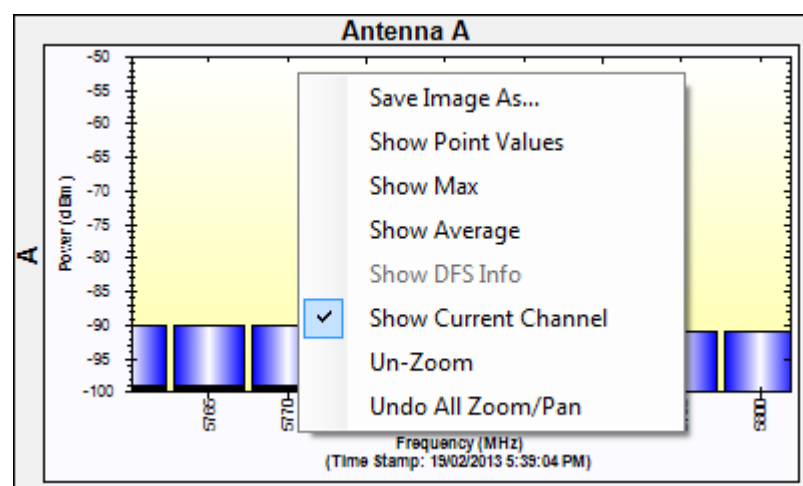 Antenna A
A
Power (dBm)
-50
-55
-60
-65
-70
-75
-80
-85
-90
-95
-100
Save Image As...
Show Point Values
Show Max
Show Average
Show DFS Info
Show Current Channel
Un-Zoom
Undo All Zoom/Pan
5765
5770
5800
Frequency (MHz)
(Time Stamp: 19/02/2013 5:39:04 PM)